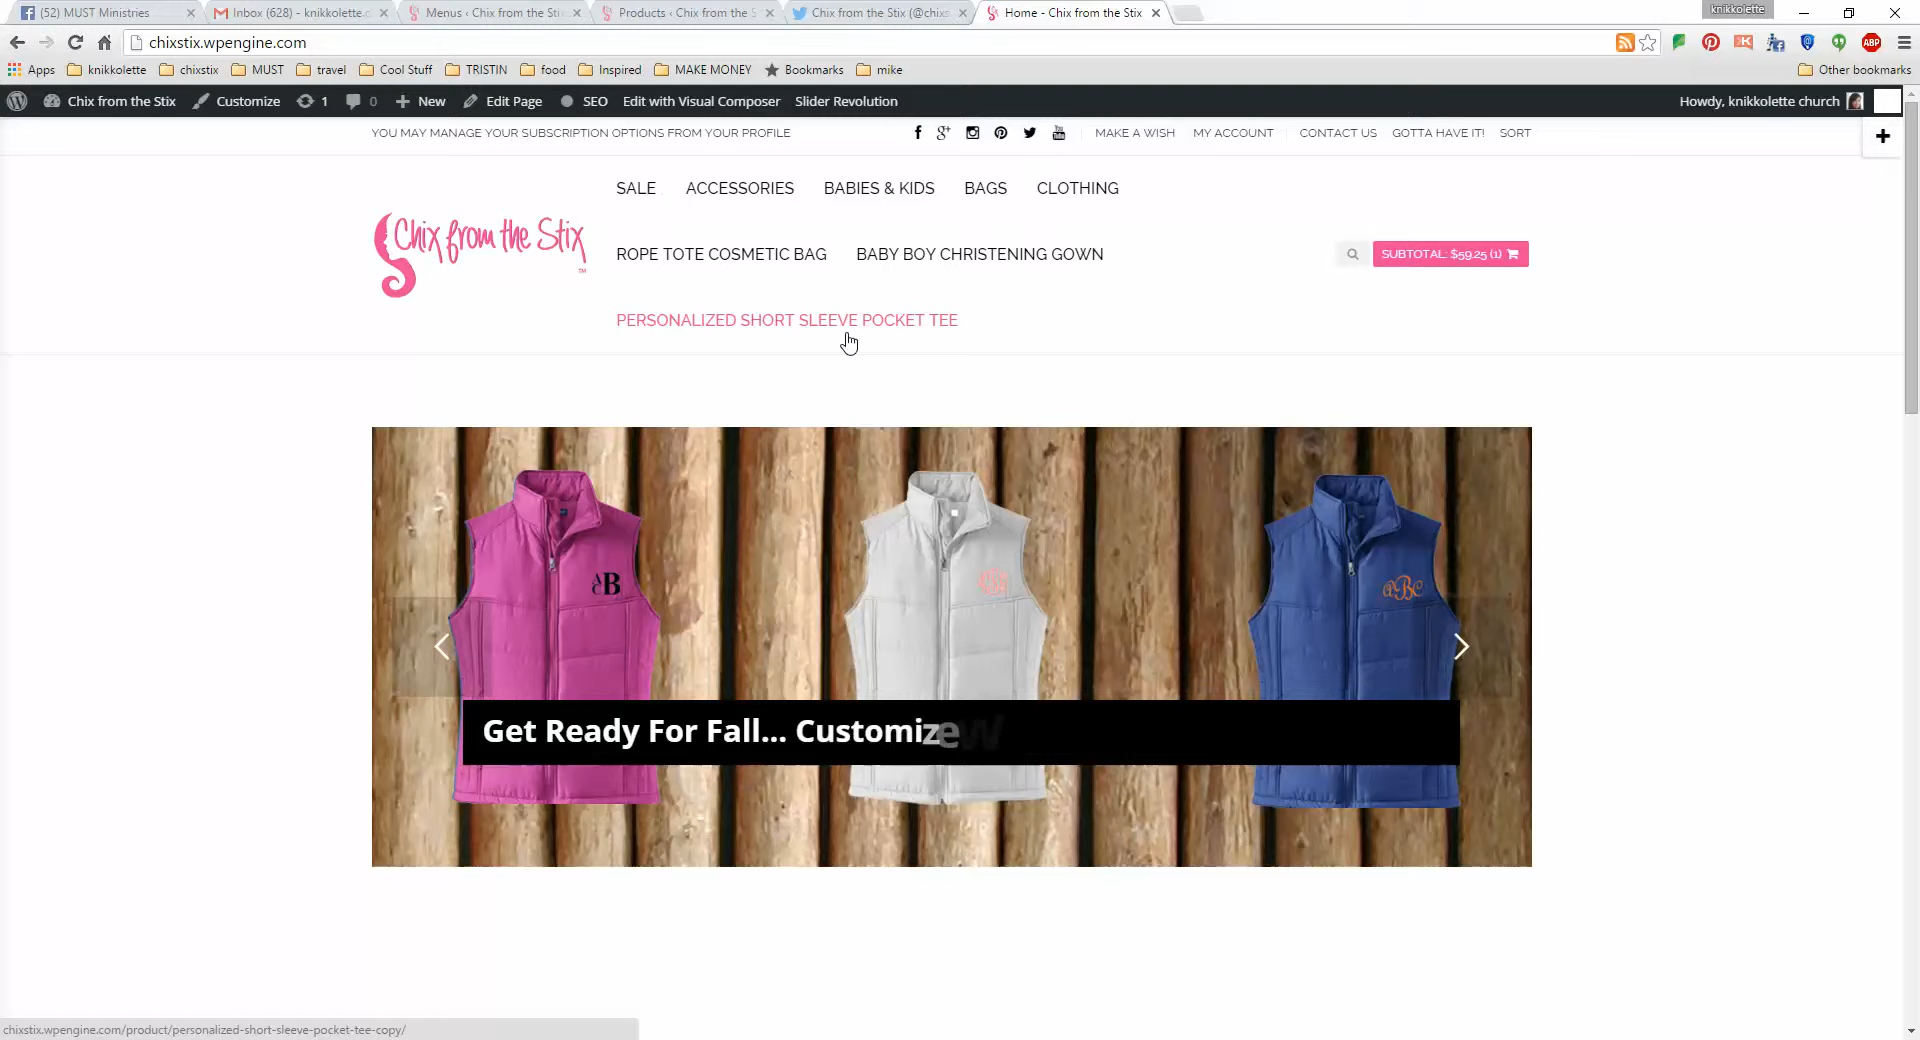 (52) MUST Ministries
Inbox (628) - knikkolette.c
Menus ‹ Chix from the Sti
Products ‹ Chix from the S
Chix from the Stix (@chixs
Home - Chix from the Stix
knikkolette
chixstix.wpengine.com
ABP
Apps
knikkolette
chixstix
MUST
travel
Cool Stuff
TRISTIN
food
Inspired
MAKE MONEY
Bookmarks
mike
Other bookmarks
Chix from the Stix
Customize
1
0
New
Edit Page
SEO
Edit with Visual Composer
Slider Revolution
Howdy, knikkolette church
YOU MAY MANAGE YOUR SUBSCRIPTION OPTIONS FROM YOUR PROFILE
MAKE A WISH
MY ACCOUNT
CONTACT US
GOTTA HAVE IT!
SORT
SALE
ACCESSORIES
BABIES & KIDS
BAGS
CLOTHING
Chix from the Stix
TM
ROPE TOTE COSMETIC BAG
BABY BOY CHRISTENING GOWN
SUBTOTAL: $59.25 (1)
PERSONALIZED SHORT SLEEVE POCKET TEE
ACB
aBc
Get Ready For Fall... Customize w
chixstix.wpengine.com/product/personalized-short-sleeve-pocket-tee-copy/